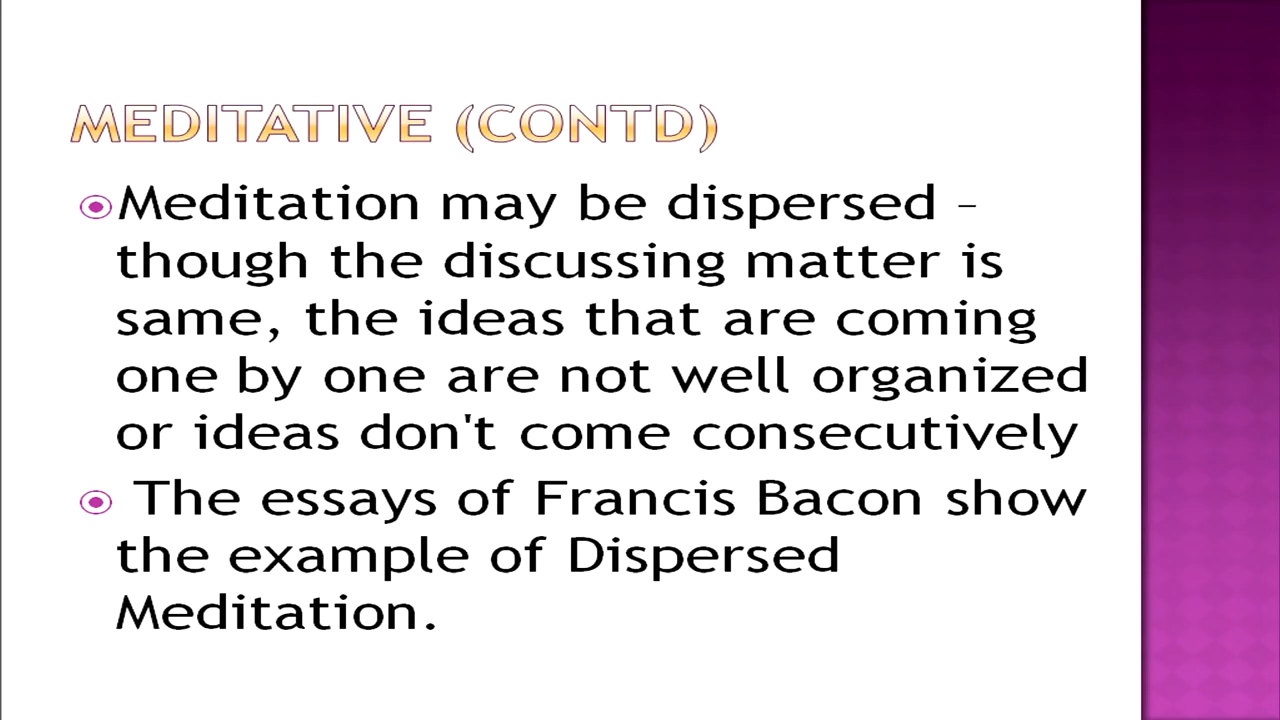 MEDITATIVE (CONTD)
Meditation may be dispersed –
though the discussing matter is
same, the ideas that are coming
one by one are not well organized
or ideas don't come consecutively
The essays of Francis Bacon show
the example of Dispersed
Meditation.